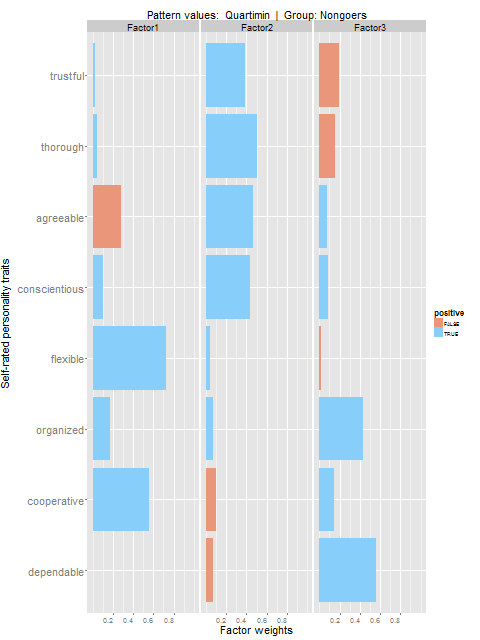 Pattern values: Quartimin | Group: Nongoers
Factor1 Factor2 Factor3
trustful
thorough
agreeable
conscientious
flexible
organized
cooperative
dependable
Self-rated personality traits
0.2 0.4 0.6 0.8 0.2 0.4 0.6 0.8 0.2 0.4 0.6 0.8
Factor weights
positive
FALSE
TRUE